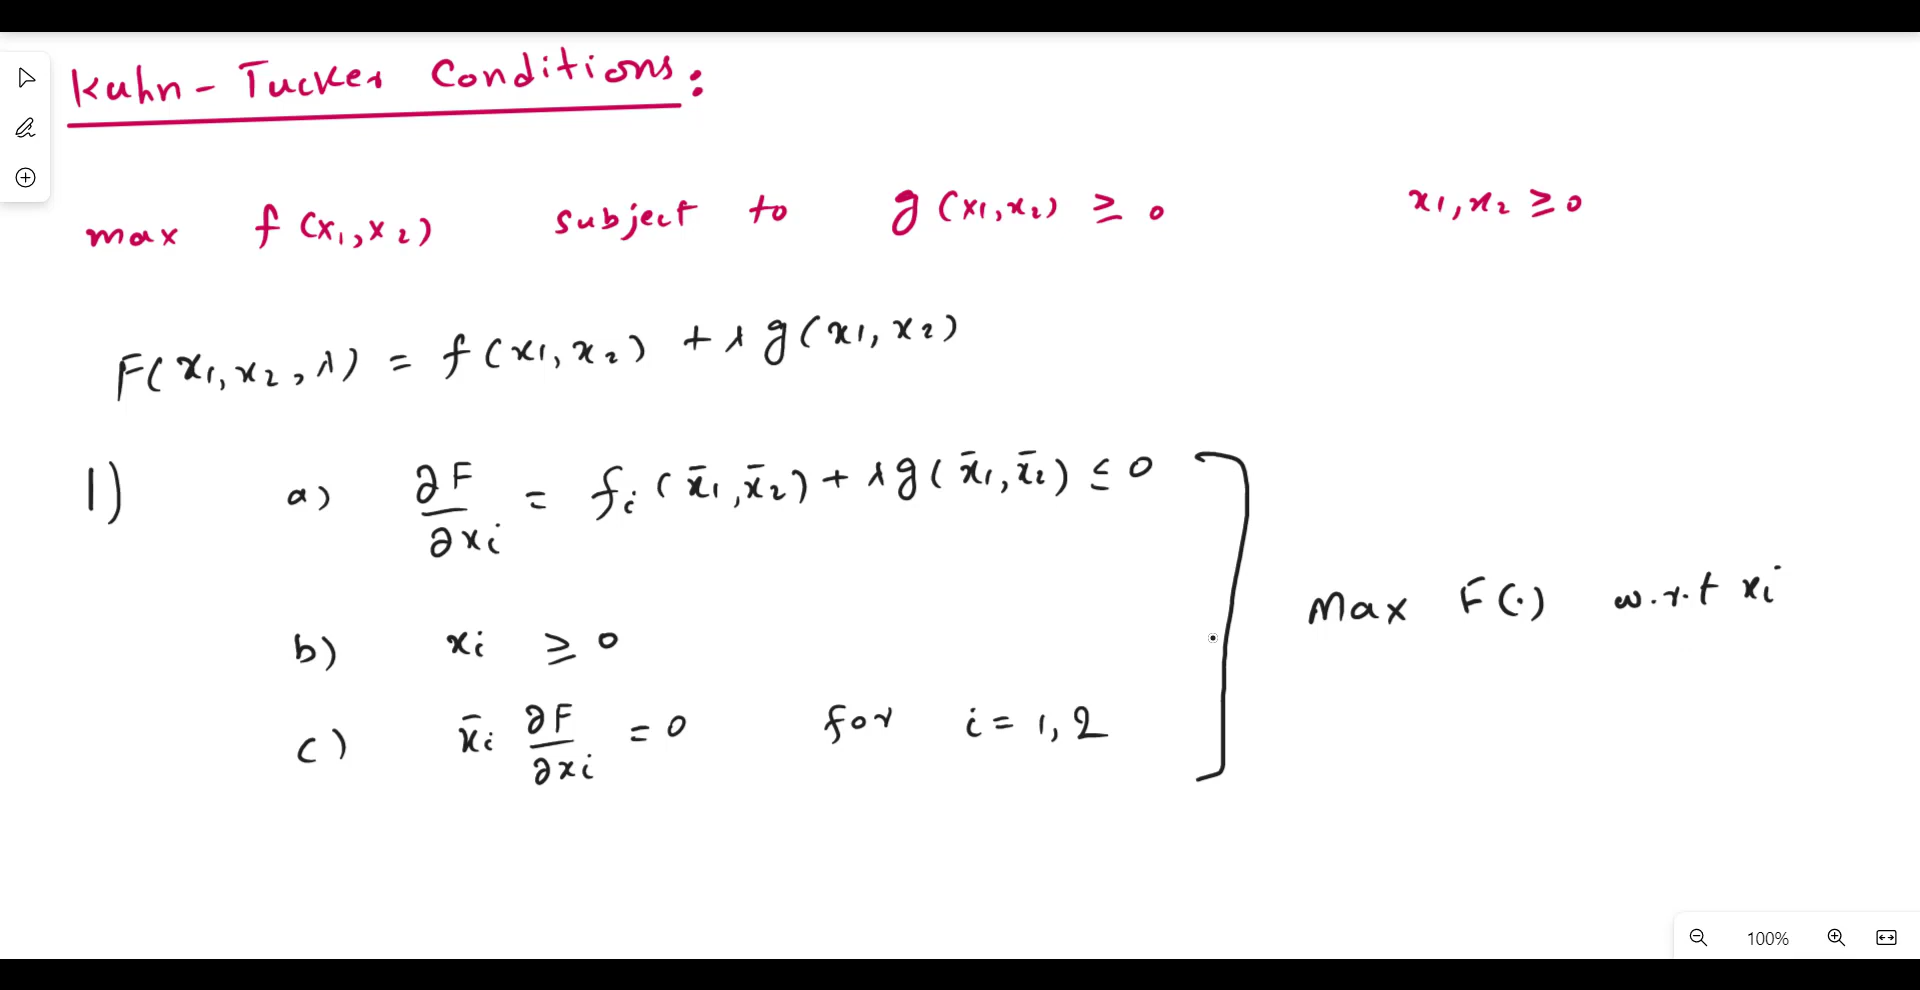 Kuhn - Tucker Conditions:
max f(x₁,x₂) subject to g(x₁,x₂) ≥ 0 x₁,x₂ ≥ 0
F(x₁,x₂,λ) = f(x₁,x₂) + λ g(x₁,x₂)
1) a) ∂F/∂xᵢ = fᵢ(x̄₁,x̄₂) + λg(x̄₁,x̄₂) ≤ 0
Max F(·) w.r.t xᵢ
b) xᵢ ≥ 0
c) x̄ᵢ ∂F/∂xᵢ = 0 for i = 1, 2
100%